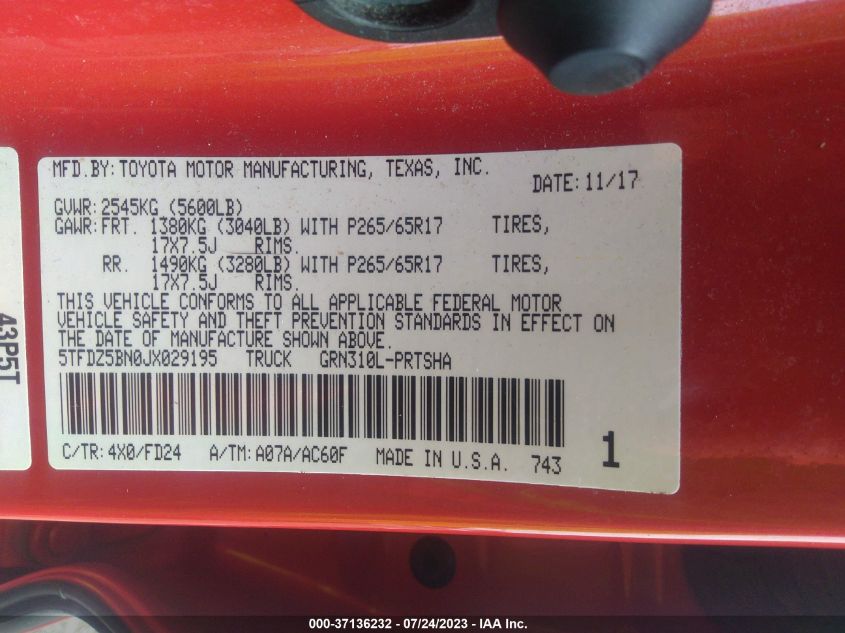 MFD.BY: TOYOTA MOTOR MANUFACTURING, TEXAS, INC.
DATE: 11/17
GVWR: 2545KG (5600LB)
GAWR: FRT. 1380KG (3040LB) WITH P265/65R17 TIRES,
17X7.5J RIMS.
RR. 1490KG (3280LB) WITH P265/65R17 TIRES,
17X7.5J RIMS.
THIS VEHICLE CONFORMS TO ALL APPLICABLE FEDERAL MOTOR
VEHICLE SAFETY AND THEFT PREVENTION STANDARDS IN EFFECT ON
THE DATE OF MANUFACTURE SHOWN ABOVE.
5TFDZ5BN0JX029195 TRUCK GRN310L-PRTSHA
C/TR: 4X0/FD24 A/TM: A07A/AC60F MADE IN U.S.A. 743 1
43P5T
000-37136232 - 07/24/2023 - IAA Inc.